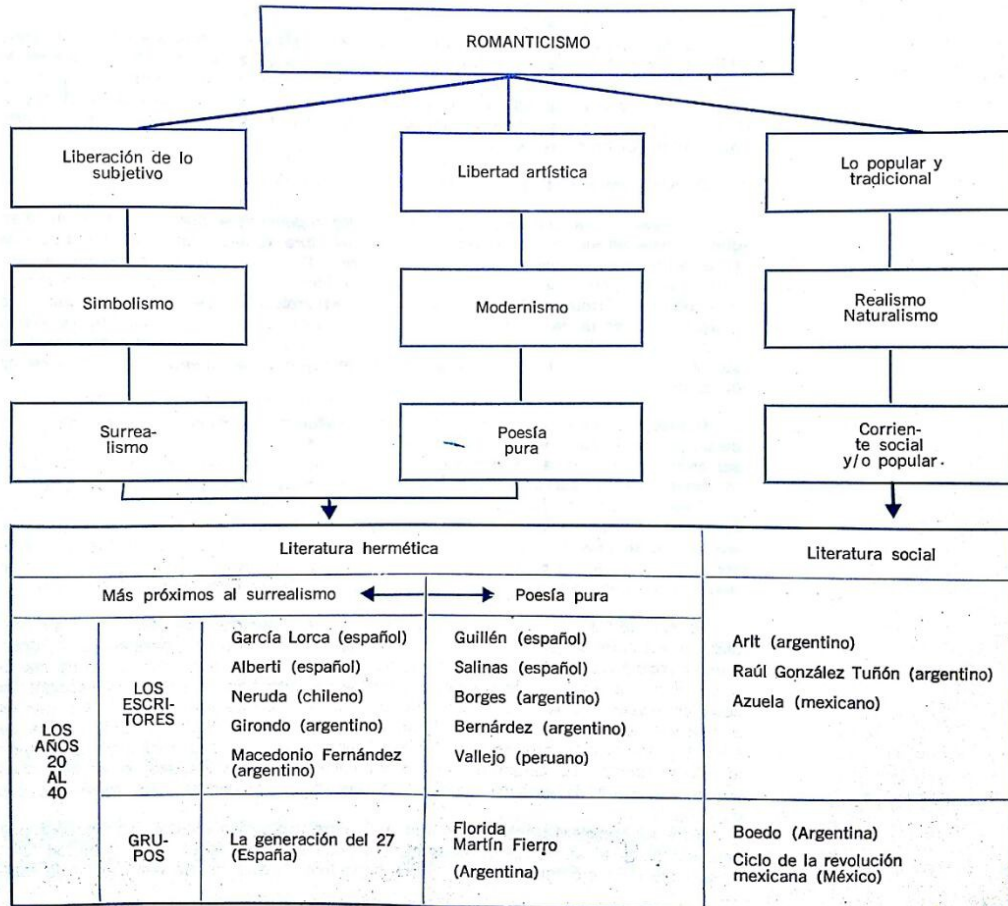 ROMANTICISMO
Liberación de lo
subjetivo
Libertad artística
Lo popular y
tradicional
Simbolismo
Modernismo
Realismo
Naturalismo
Surrea-
lismo
Poesía
pura
Corrien-
te social
y/o popular.
Literatura hermética
Literatura social
Más próximos al surrealismo
Poesía pura
LOS
AÑOS
20
AL
40
LOS
ESCRI-
TORES
García Lorca (español)
Alberti (español)
Neruda (chileno)
Girondo (argentino)
Macedonio Fernández
(argentino)
Guillén (español)
Salinas (español)
Borges (argentino)
Bernárdez (argentino)
Vallejo (peruano)
Arlt (argentino)
Raúl González Tuñón (argentino)
Azuela (mexicano)
GRU-
POS
La generación del 27
(España)
Florida
Martín Fierro
(Argentina)
Boedo (Argentina)
Ciclo de la revolución
mexicana (México)